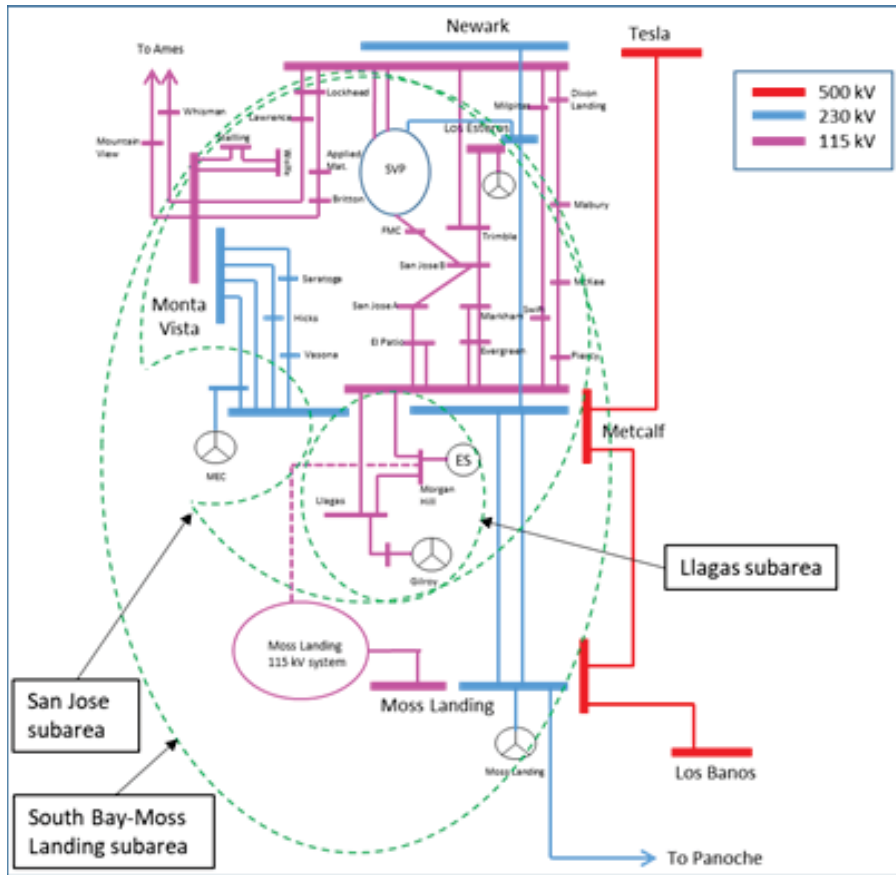 Newark
Tesla
To Ames
500 kV
230 kV
115 kV
Lockhead
Dixon
Landing
Whisman
Milpitas
Lawrence
Los Esteros
Mountain
View
Stelling
Wolfe
Applied
Mat.
SVP
Britton
Mabury
FMC
Trimble
San Jose B
Saratoga
McKee
Monta
Vista
San Jose A
Markham
Swift
Hicks
El Patio
Evergreen
Piercy
Vasona
Metcalf
MEC
ES
Morgan
Hill
Llagas
Llagas subarea
Gilroy
Moss Landing
115 kV system
San Jose
subarea
Moss Landing
Moss Landing
Los Banos
South Bay-Moss
Landing subarea
To Panoche